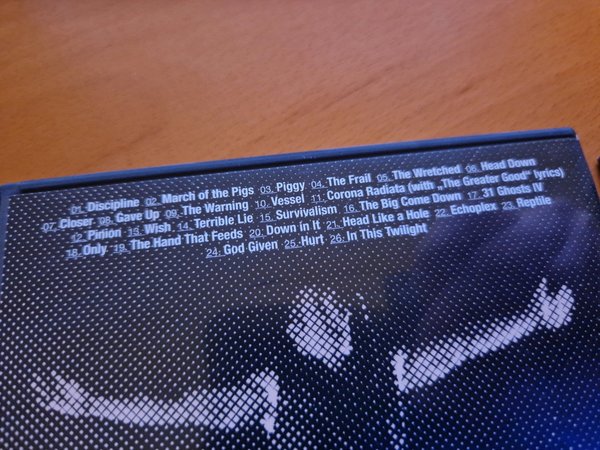 01. Discipline 02. March of the Pigs 03. Piggy 04. The Frail 05. The Wretched 06. Head Down
07. Closer 08. Gave Up 09. The Warning 10. Vessel 11. Corona Radiata (with „The Greater Good" lyrics)
12. Pinion 13. Wish 14. Terrible Lie 15. Survivalism 16. The Big Come Down 17. 31 Ghosts IV
18. Only 19. The Hand That Feeds 20. Down in It 21. Head Like a Hole 22. Echoplex 23. Reptile
24. God Given 25. Hurt 26. In This Twilight